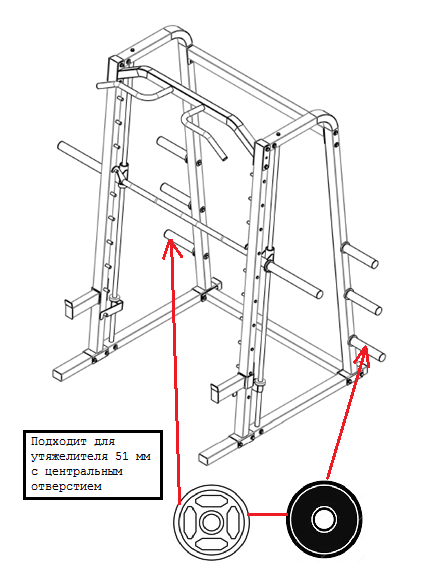 Подходит для
утяжелителя 51 мм
с центральным
отверстием